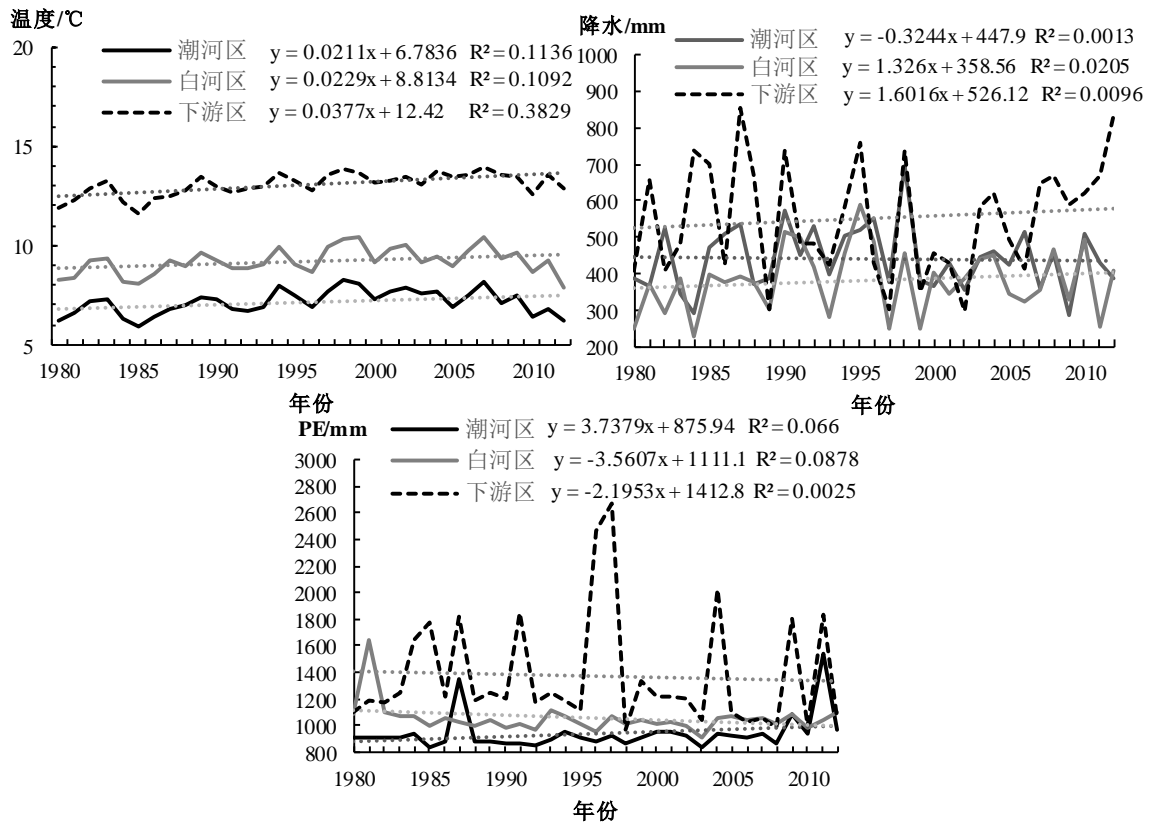 温度/℃
20
15
10
5
潮河区 y = 0.0211x + 6.7836 R² = 0.1136
白河区 y = 0.0229x + 8.8134 R² = 0.1092
下游区 y = 0.0377x + 12.42 R² = 0.3829
1980 1985 1990 1995 2000 2005 2010
年份
降水/mm
1000
900
800
700
600
500
400
300
200
潮河区 y = -0.3244x + 447.9 R² = 0.0013
白河区 y = 1.326x + 358.56 R² = 0.0205
下游区 y = 1.6016x + 526.12 R² = 0.0096
1980 1985 1990 1995 2000 2005 2010
年份
PE/mm
3000
2800
2600
2400
2200
2000
1800
1600
1400
1200
1000
800
潮河区 y = 3.7379x + 875.94 R² = 0.066
白河区 y = -3.5607x + 1111.1 R² = 0.0878
下游区 y = -2.1953x + 1412.8 R² = 0.0025
1980 1985 1990 1995 2000 2005 2010
年份